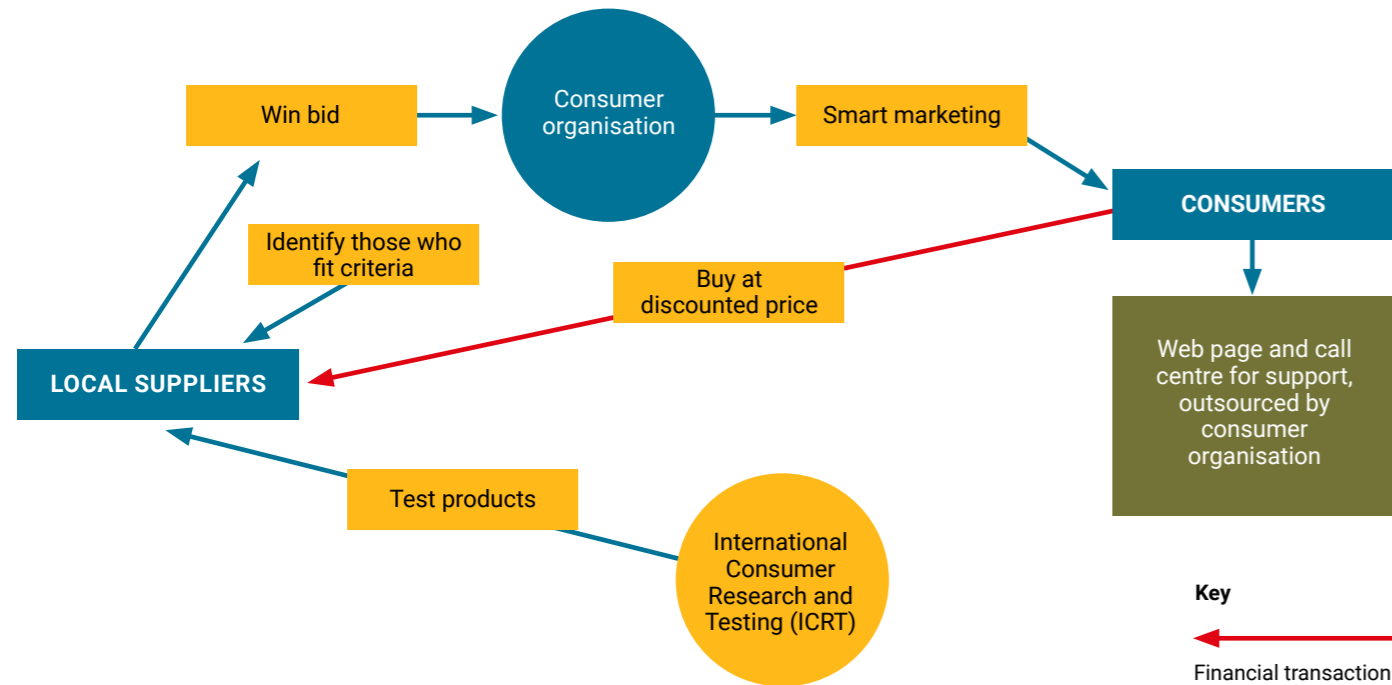 Win bid
Consumer
organisation
Smart marketing
CONSUMERS
Identify those who
fit criteria
Buy at
discounted price
LOCAL SUPPLIERS
Web page and call
centre for support,
outsourced by
consumer
organisation
Test products
International
Consumer
Research and
Testing (ICRT)
Key
Financial transaction